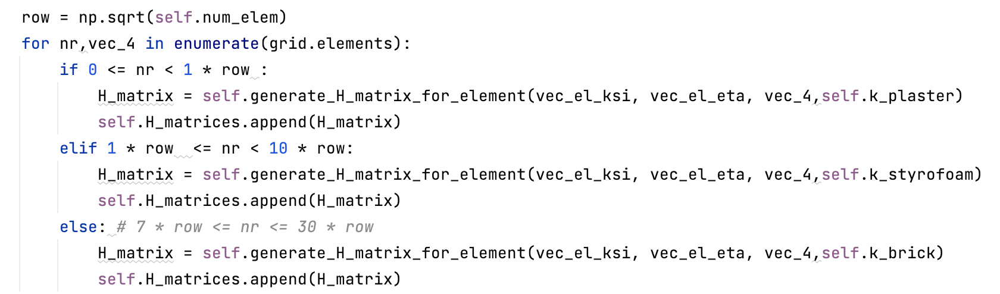 row = np.sqrt(self.num_elem)
for nr,vec_4 in enumerate(grid.elements):
    if 0 <= nr < 1 * row :
        H_matrix = self.generate_H_matrix_for_element(vec_el_ksi, vec_el_eta, vec_4,self.k_plaster)
        self.H_matrices.append(H_matrix)
    elif 1 * row  <= nr < 10 * row:
        H_matrix = self.generate_H_matrix_for_element(vec_el_ksi, vec_el_eta, vec_4,self.k_styrofoam)
        self.H_matrices.append(H_matrix)
    else: # 7 * row <= nr <= 30 * row
        H_matrix = self.generate_H_matrix_for_element(vec_el_ksi, vec_el_eta, vec_4,self.k_brick)
        self.H_matrices.append(H_matrix)